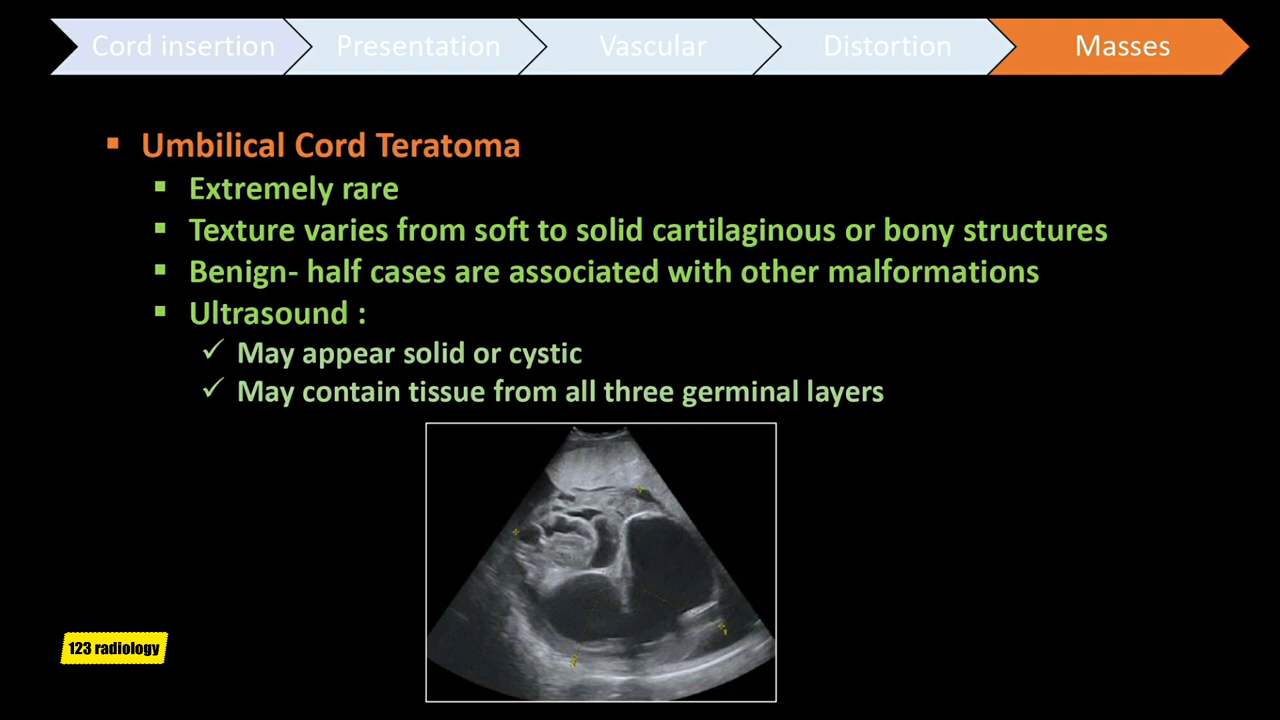 Cord insertion Presentation Vascular Distortion Masses
Umbilical Cord Teratoma
Extremely rare
Texture varies from soft to solid cartilaginous or bony structures
Benign- half cases are associated with other malformations
Ultrasound :
May appear solid or cystic
May contain tissue from all three germinal layers
123 radiology